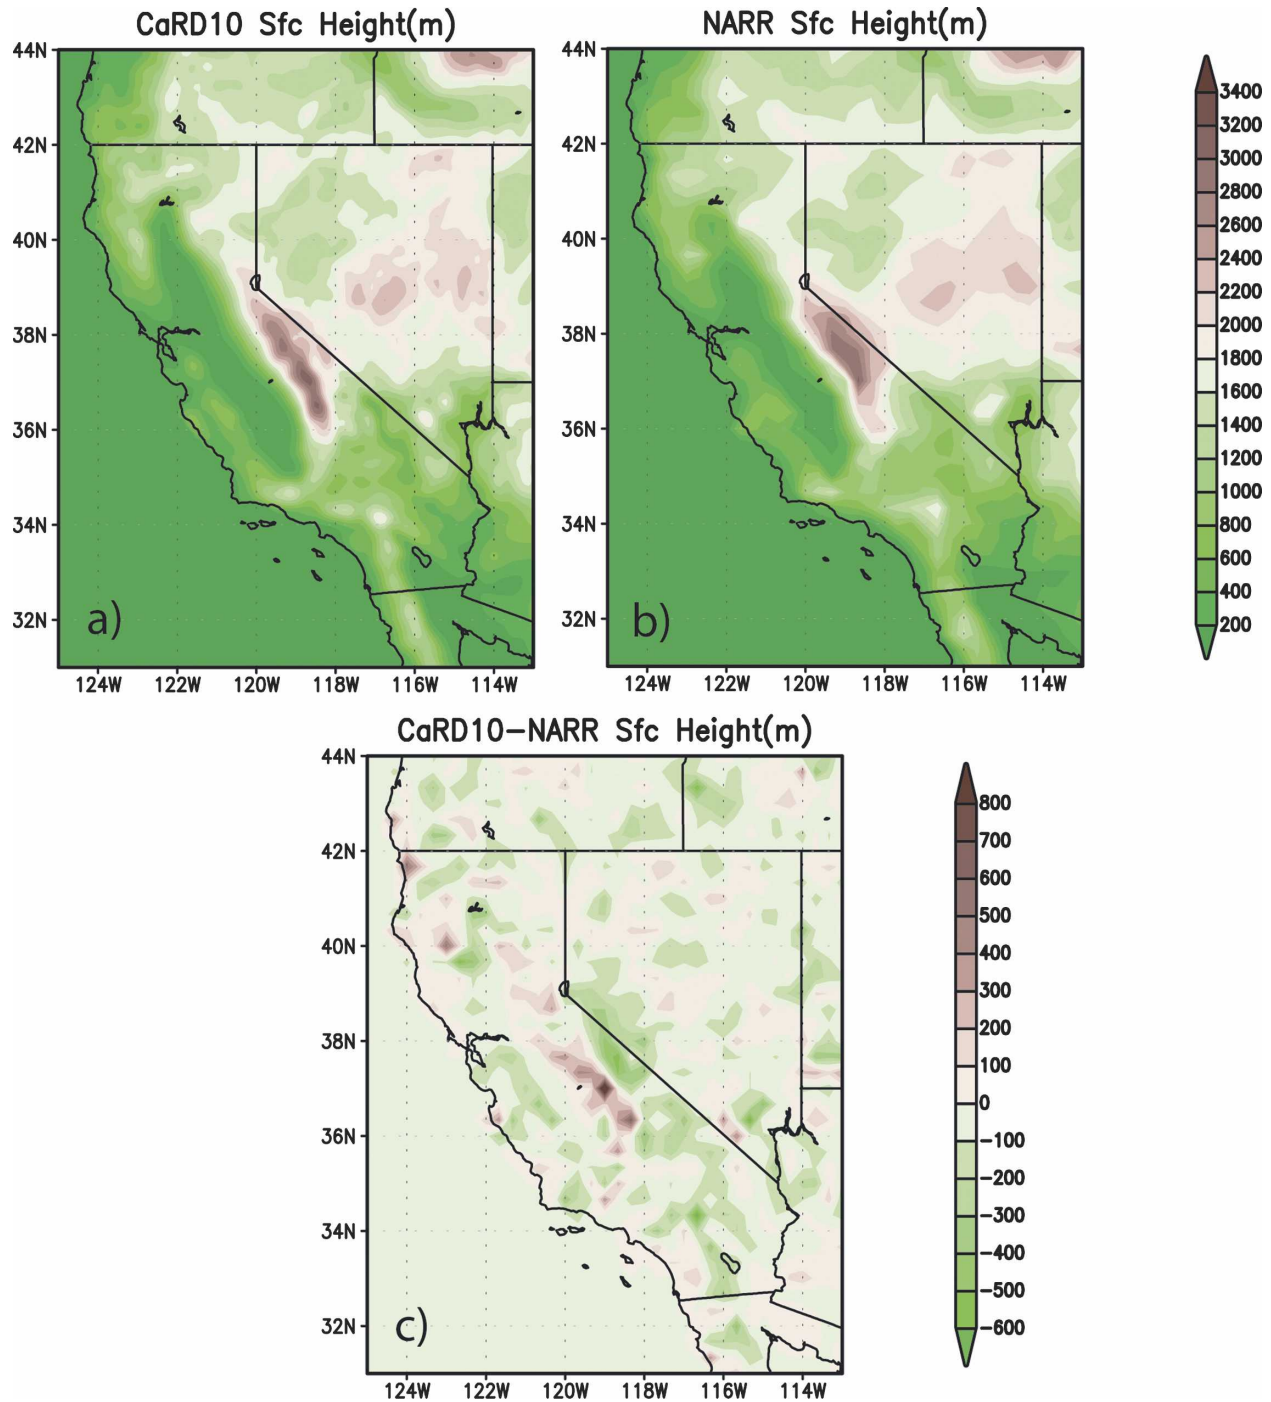 CaRD10 Sfc Height(m)
44N
42N
40N
38N
36N
34N
32N
a)
124W 122W 120W 118W 116W 114W
NARR Sfc Height(m)
44N
42N
40N
38N
36N
34N
32N
b)
124W 122W 120W 118W 116W 114W
3400
3200
3000
2800
2600
2400
2200
2000
1800
1600
1400
1200
1000
800
600
400
200
CaRD10-NARR Sfc Height(m)
44N
42N
40N
38N
36N
34N
32N
c)
124W 122W 120W 118W 116W 114W
800
700
600
500
400
300
200
100
0
-100
-200
-300
-400
-500
-600